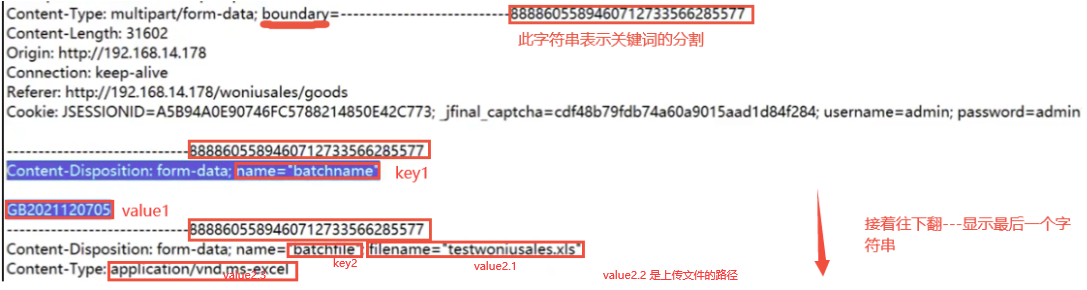 Content-Type: multipart/form-data; boundary=---------------------------88886055894607127335662855​77
此字符串表示关键词的分割
Content-Length: 31602
Origin: http://192.168.14.178
Connection: keep-alive
Referer: http://192.168.14.178/woniusales/goods
Cookie: JSESSIONID=A5B94A0E90746FC5788214850E42C773; _jfinal_captcha=cdf48b79fdb74a60a9015aad1d84f284; username=admin; password=admin
-----------------------------8888605589460712733566285577
Content-Disposition: form-data; name="batchname" key1
GB2021120705 value1
-----------------------------8888605589460712733566285577
接着往下翻---显示最后一个字
符串
Content-Disposition: form-data; name="batchfile"; filename="testwoniusales.xls"
key2 value2.1
Content-Type: application/vnd.ms-excel
value2.3 value2.2 是上传文件的路径